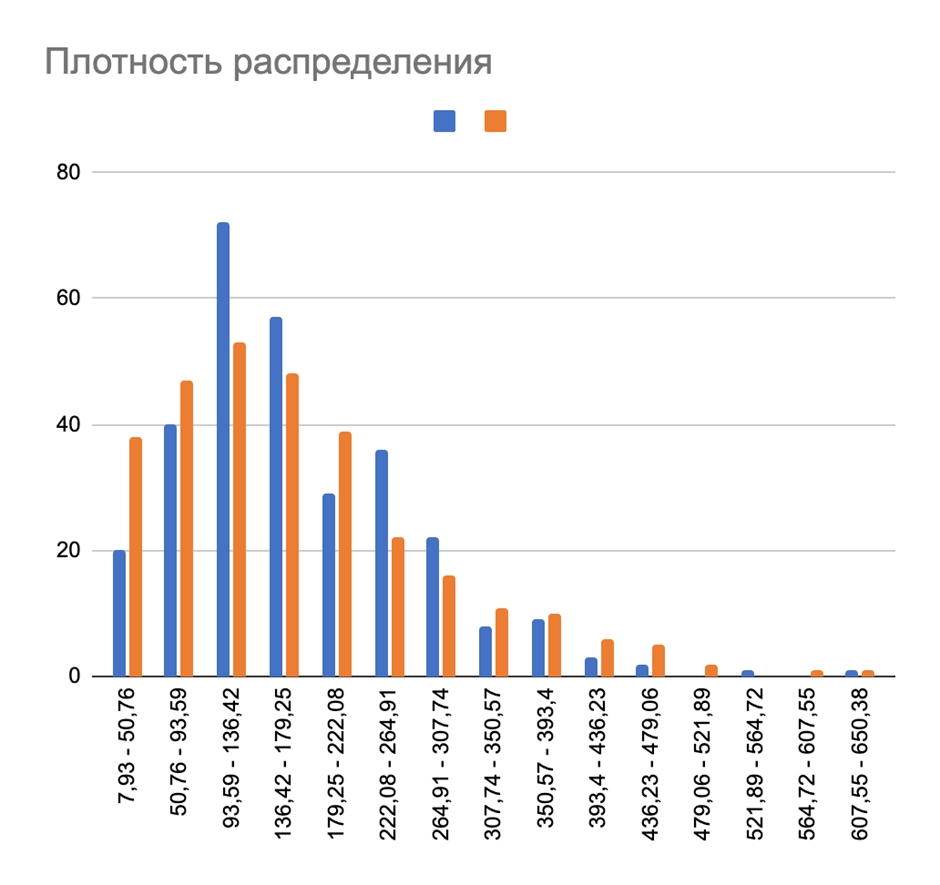 Плотность распределения
80
60
40
20
0
7,93 - 50,76
50,76 - 93,59
93,59 - 136,42
136,42 - 179,25
179,25 - 222,08
222,08 - 264,91
264,91 - 307,74
307,74 - 350,57
350,57 - 393,4
393,4 - 436,23
436,23 - 479,06
479,06 - 521,89
521,89 - 564,72
564,72 - 607,55
607,55 - 650,38